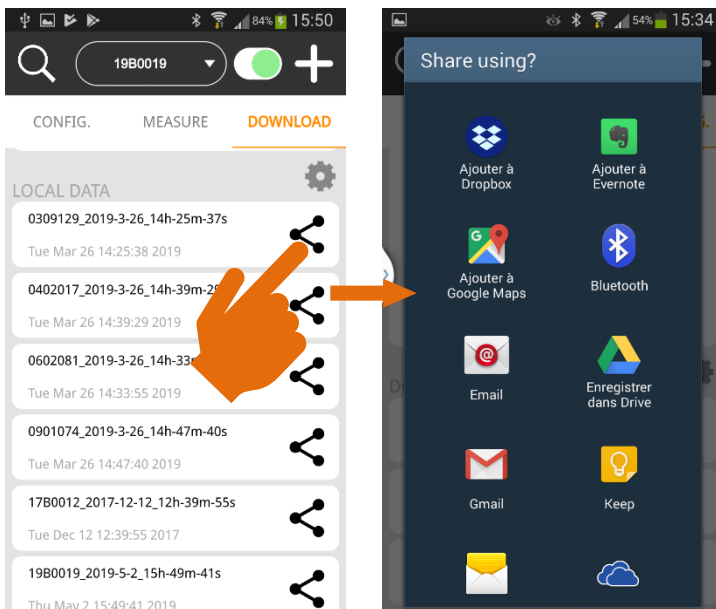 84% 15:50
19B0019
CONFIG. MEASURE DOWNLOAD
LOCAL DATA
0309129_2019-3-26_14h-25m-37s
Tue Mar 26 14:25:38 2019
0402017_2019-3-26_14h-39m-29
Tue Mar 26 14:39:29 2019
0602081_2019-3-26_14h-33m
Tue Mar 26 14:33:55 2019
0901074_2019-3-26_14h-47m-40s
Tue Mar 26 14:47:40 2019
17B0012_2017-12-12_12h-39m-55s
Tue Dec 12 12:39:55 2017
19B0019_2019-5-2_15h-49m-41s
Thu May 2 15:49:41 2019
54% 15:34
Share using?
Ajouter à
Dropbox
Ajouter à
Evernote
G
Ajouter à
Google Maps
Bluetooth
@
Email
Enregistrer
dans Drive
Gmail
Keep